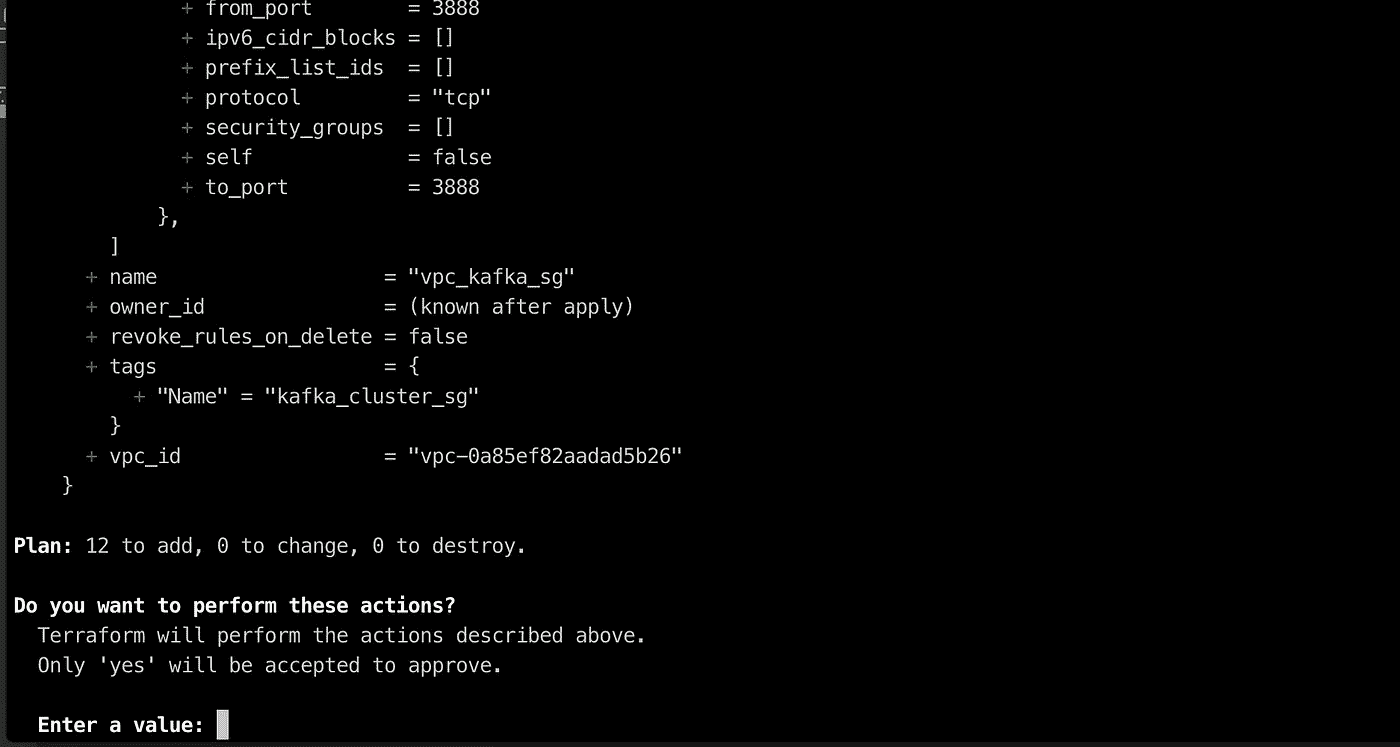 + from_port        = 3888
+ ipv6_cidr_blocks = []
+ prefix_list_ids  = []
+ protocol         = "tcp"
+ security_groups  = []
+ self             = false
+ to_port          = 3888
},
]
+ name                   = "vpc_kafka_sg"
+ owner_id               = (known after apply)
+ revoke_rules_on_delete = false
+ tags                   = {
+ "Name" = "kafka_cluster_sg"
}
+ vpc_id                 = "vpc-0a85ef82aadad5b26"
}
Plan: 12 to add, 0 to change, 0 to destroy.
Do you want to perform these actions?
Terraform will perform the actions described above.
Only 'yes' will be accepted to approve.
Enter a value: